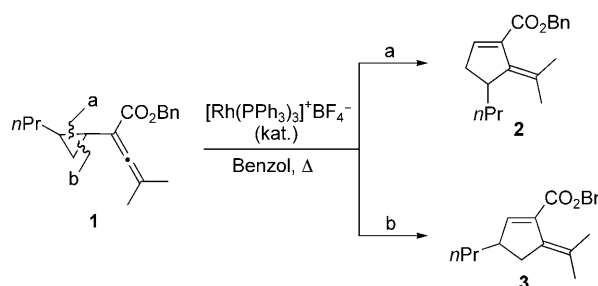 nPr
a
b
CO₂Bn
1
[Rh(PPh₃)₃]⁺BF₄⁻
(kat.)
Benzol, Δ
a
CO₂Bn
nPr
2
b
CO₂Bn
nPr
3